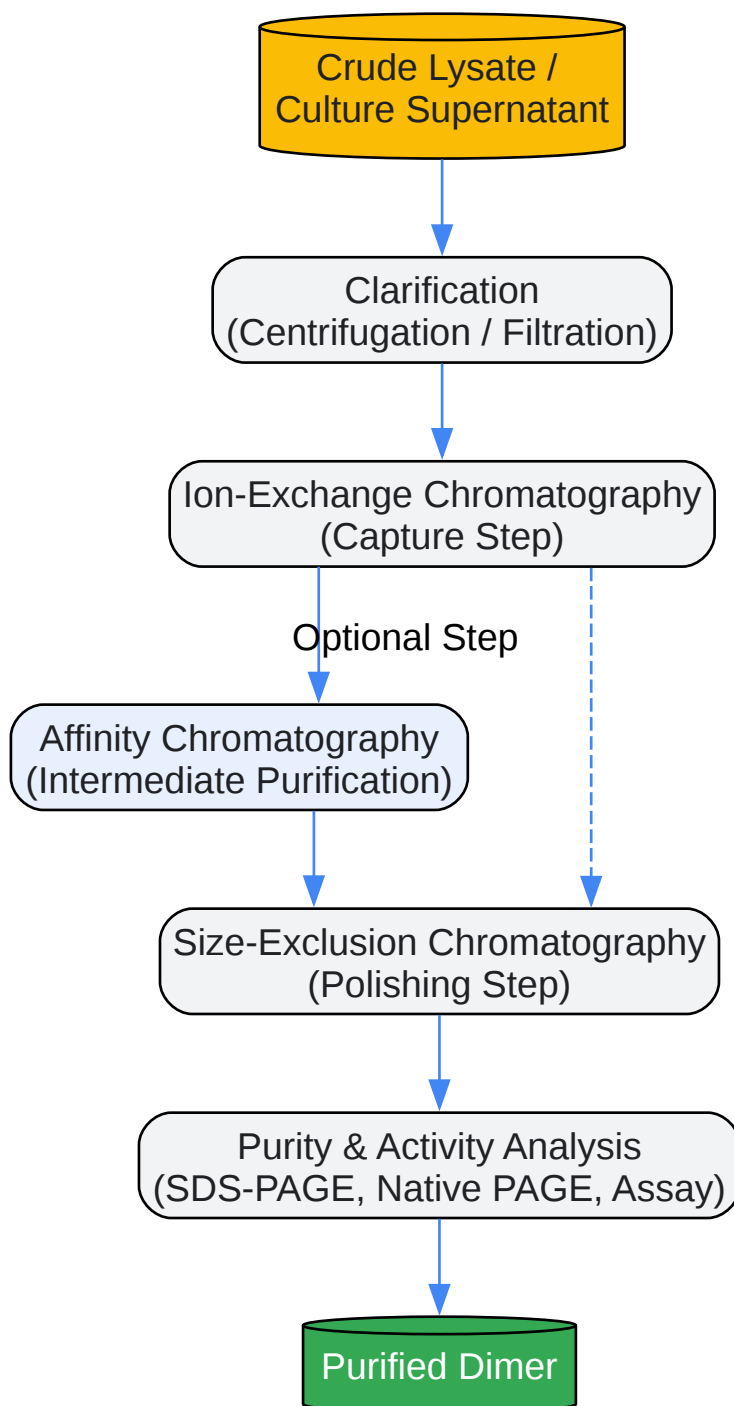 Crude Lysate /
Culture Supernatant
Clarification
(Centrifugation / Filtration)
Ion-Exchange Chromatography
(Capture Step)
Optional Step
Affinity Chromatography
(Intermediate Purification)
Size-Exclusion Chromatography
(Polishing Step)
Purity & Activity Analysis
(SDS-PAGE, Native PAGE, Assay)
Purified Dimer